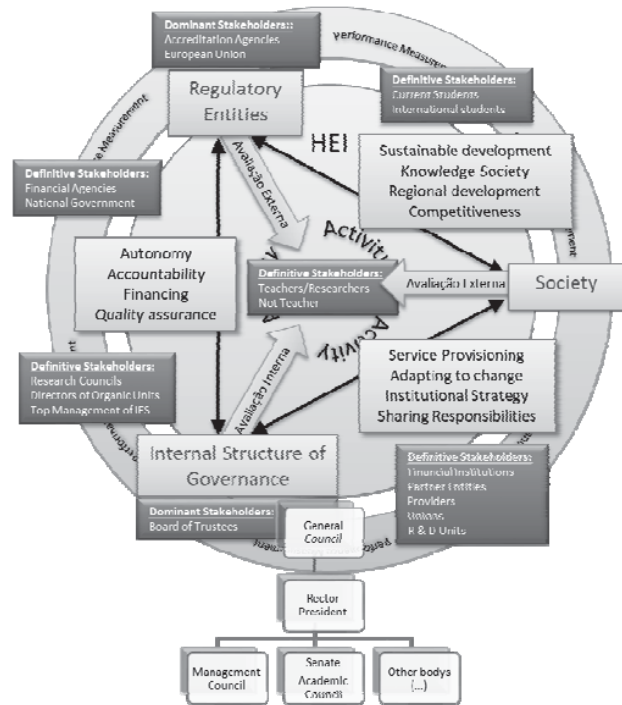 Dominant Stakeholders::
Accreditation Agencies
European Union
Performance Measurement
Regulatory
Entities
Definitive Stakeholders:
Current Students
International students
HEI
Sustainable development
Knowledge Society
Regional development
Competitiveness
Definitive Stakeholders:
Financial Agencies
National Government
Avaliação Externa
Activity
Autonomy
Accountability
Financing
Quality assurance
Definitive Stakeholders:
Teachers/Researchers
Not Teacher
Avaliação Externa
Society
Activity
Definitive Stakeholders:
Research Councils
Directors of Organic Units
Top Management of IES
Avaliação Interna
Service Provisioning
Adapting to change
Institutional Strategy
Sharing Responsibilities
Internal Structure of
Governance
Definitive Stakeholders:
Financial Institutions
Partner Entities
Providers
Unions
R & D Units
Dominant Stakeholders:
Board of Trustees
General
Council
Rector
President
Management
Council
Senate
Academic
Council
Other bodys
(...)